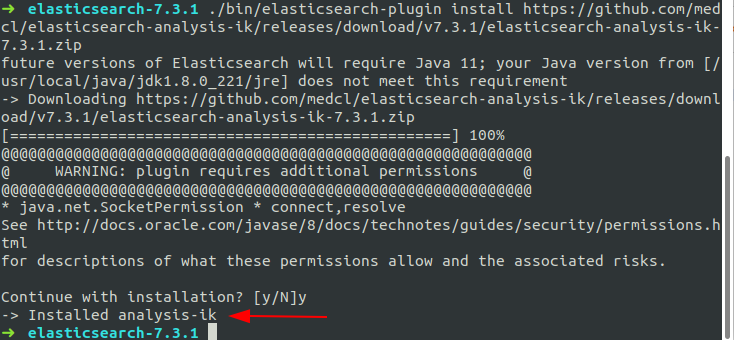 ➜ elasticsearch-7.3.1 ./bin/elasticsearch-plugin install https://github.com/med
cl/elasticsearch-analysis-ik/releases/download/v7.3.1/elasticsearch-analysis-ik-
7.3.1.zip
future versions of Elasticsearch will require Java 11; your Java version from [/
usr/local/java/jdk1.8.0_221/jre] does not meet this requirement
-> Downloading https://github.com/medcl/elasticsearch-analysis-ik/releases/downl
oad/v7.3.1/elasticsearch-analysis-ik-7.3.1.zip
[=================================================] 100%
@@@@@@@@@@@@@@@@@@@@@@@@@@@@@@@@@@@@@@@@@@@@@@@@@@@@@@@@@@@
@     WARNING: plugin requires additional permissions     @
@@@@@@@@@@@@@@@@@@@@@@@@@@@@@@@@@@@@@@@@@@@@@@@@@@@@@@@@@@@
* java.net.SocketPermission * connect,resolve
See http://docs.oracle.com/javase/8/docs/technotes/guides/security/permissions.h
tml
for descriptions of what these permissions allow and the associated risks.
Continue with installation? [y/N]y
-> Installed analysis-ik
➜ elasticsearch-7.3.1